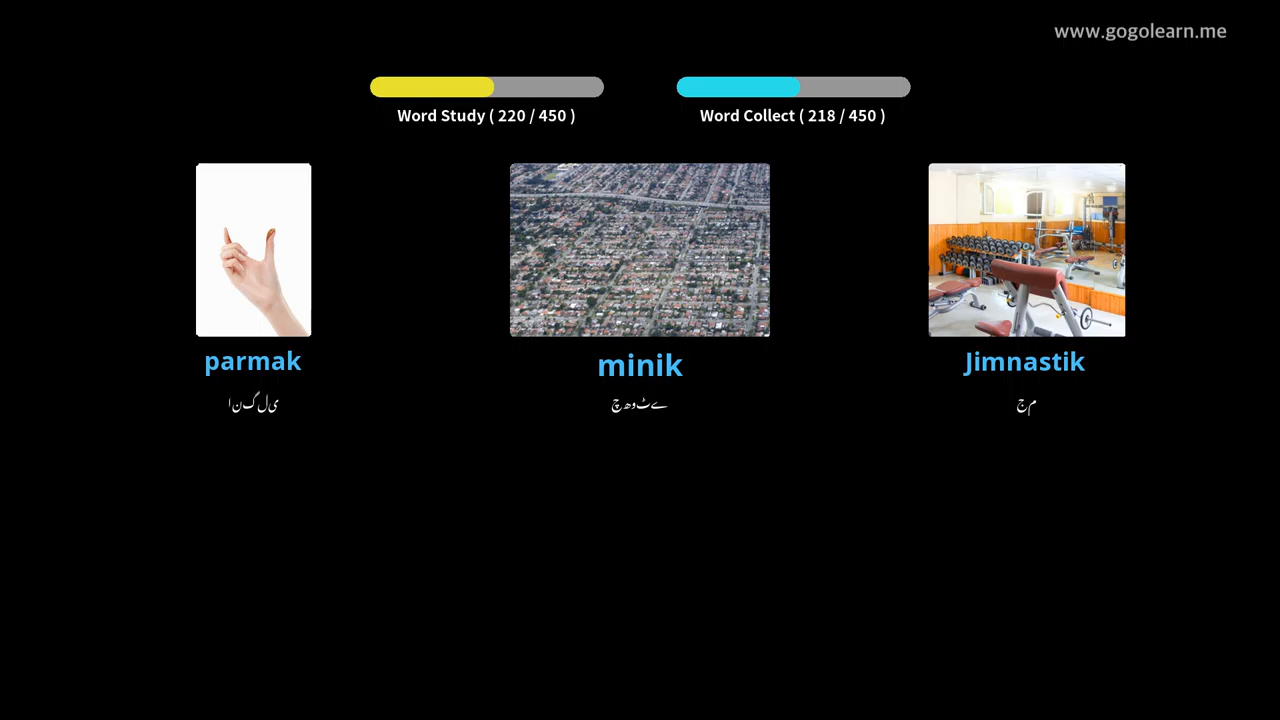 www.gogolearn.me
Word Study ( 220 / 450 )
Word Collect ( 218 / 450 )
parmak
minik
Jimnastik
انگلی
چھوٹے
جم